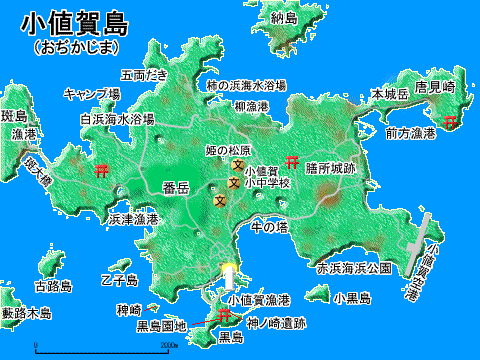 小値賀島
(おぢかじま)
納島
五両だき
柿の浜海水浴場
キャンプ場
柳漁港
本城岳
唐見崎
斑島
漁港
白浜海水浴場
前方漁港
斑大橋
姫の松原
小値賀
小中学校
膳所城跡
文
文
文
番岳
浜津漁港
牛の塔
小値賀空港
赤浜海浜公園
古路島
乙子島
小値賀漁港
小黒島
藪路木島
稗崎
黒島園地
神ノ崎遺跡
黒島
0
2000m